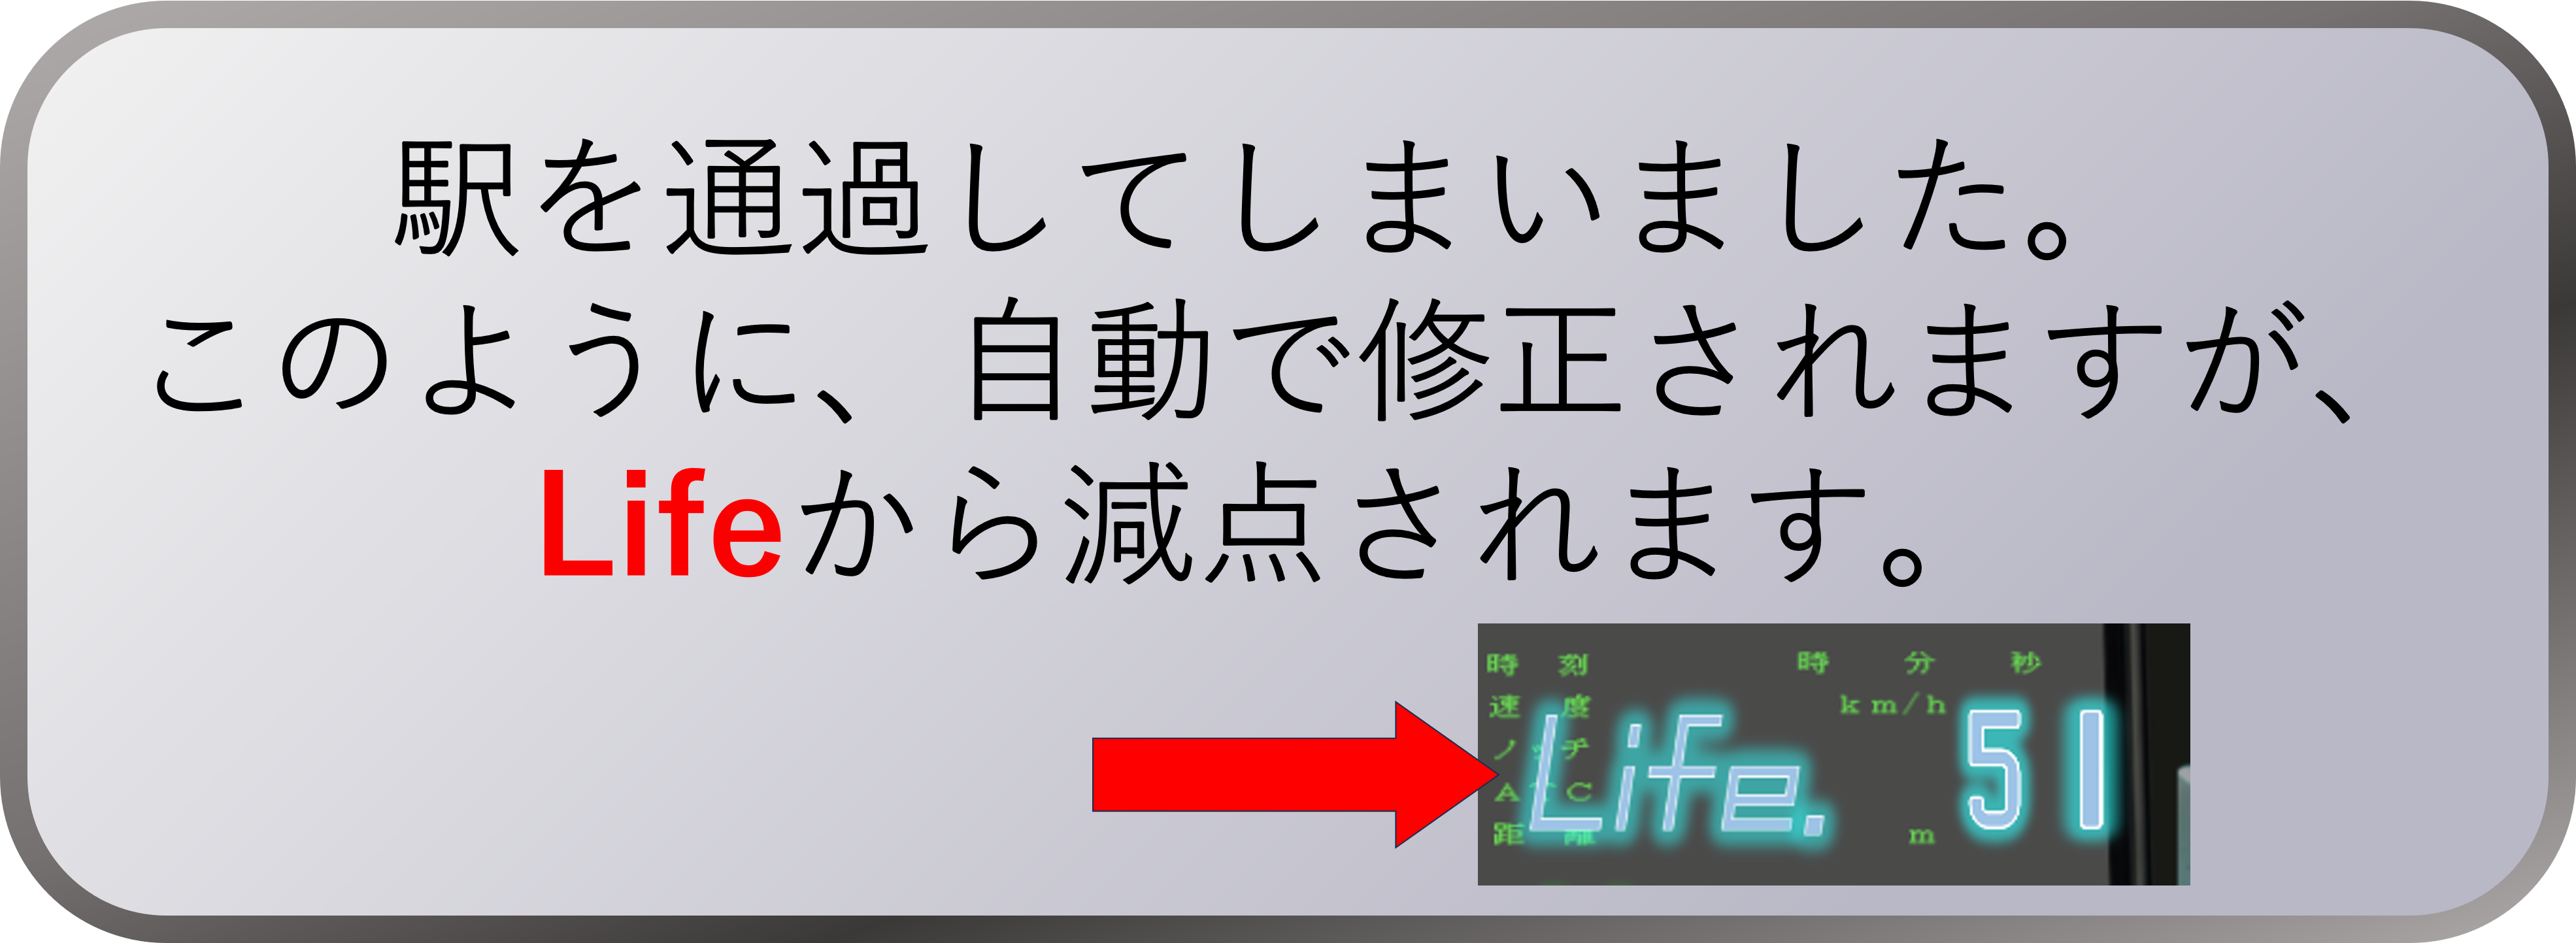 駅を通過してしまいました。
このように、自動で修正されますが、
Lifeから減点されます。
時刻 時 分 秒
速度 km/h
ノッチ
ATC
距離 m
Life. 51